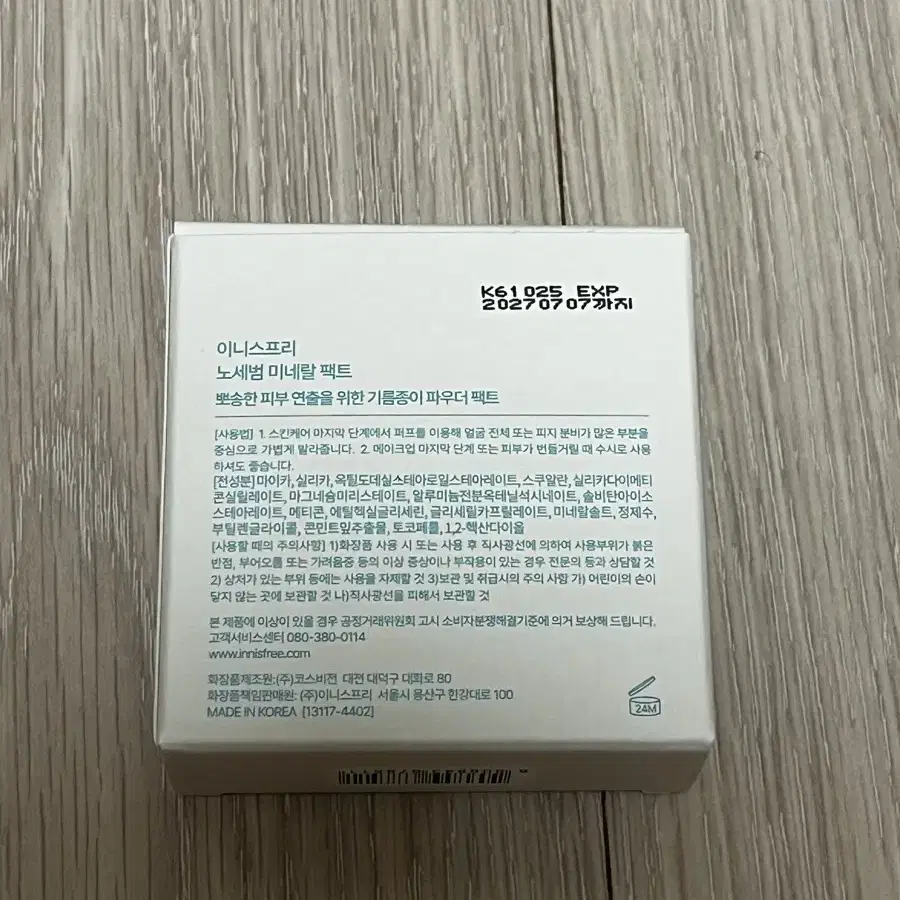 K61 025 EXP
20270707까지
이니스프리
노세범 미네랄 팩트
뽀송한 피부 연출을 위한 기름종이 파우더 팩트
[사용법] 1. 스킨케어 마지막 단계에서 퍼프를 이용해 얼굴 전체 또는 피지 분비가 많은 부분을
중심으로 가볍게 발라줍니다. 2. 메이크업 마지막 단계 또는 피부가 번들거릴 때 수시로 사용
하셔도 좋습니다.
[전성분] 마이카, 실리카, 옥틸도데실스테아로일스테아레이트, 스쿠알란, 실리카다이메티
콘실릴레이트, 마그네슘미리스테이트, 알루미늄전분옥테닐석시네이트, 솔비탄아이소
스테아레이트, 메티콘, 에틸헥실글리세린, 글리세릴카프릴레이트, 미네랄솔트, 정제수,
부틸렌글라이콜, 콘민트잎추출물, 토코페롤, 1,2-헥산다이올
[사용할 때의 주의사항] 1)화장품 사용 시 또는 사용 후 직사광선에 의하여 사용부위가 붉은
반점, 부어오름 또는 가려움증 등의 이상 증상이나 부작용이 있는 경우 전문의 등과 상담할 것
2) 상처가 있는 부위 등에는 사용을 자제할 것 3)보관 및 취급시의 주의 사항 가) 어린이의 손이
닿지 않는 곳에 보관할 것 나)직사광선을 피해서 보관할 것
본 제품에 이상이 있을 경우 공정거래위원회 고시 소비자분쟁해결기준에 의거 보상해 드립니다.
고객서비스센터 080-380-0114
www.innisfree.com
화장품제조원:(주)코스비전 대전 대덕구 대화로 80
화장품책임판매원: (주)이니스프리 서울시 용산구 한강대로 100
MADE IN KOREA [13117-4402]
24M